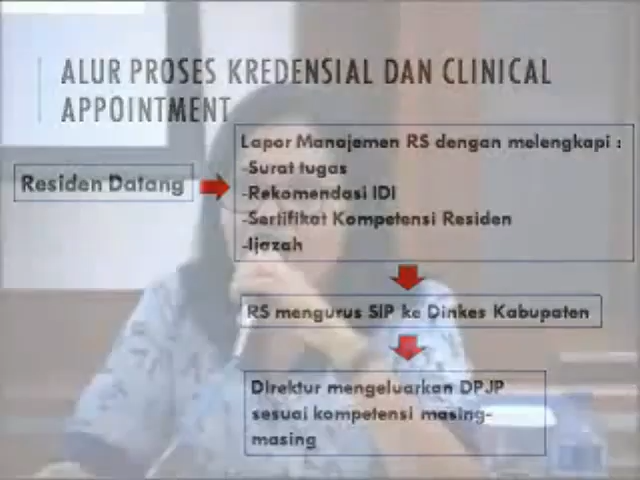 ALUR PROSES KREDENSIAL DAN CLINICAL
APPOINTMENT
Residen Datang
Lapor Manajemen RS dengan melengkapi :
-Surat tugas
-Rekomendasi IDI
-Sertifikat Kompetensi Residen
-Ijazah
RS mengurus SIP ke Dinkes Kabupaten
Direktur mengeluarkan DPJP
sesuai kompetensi masing-
masing